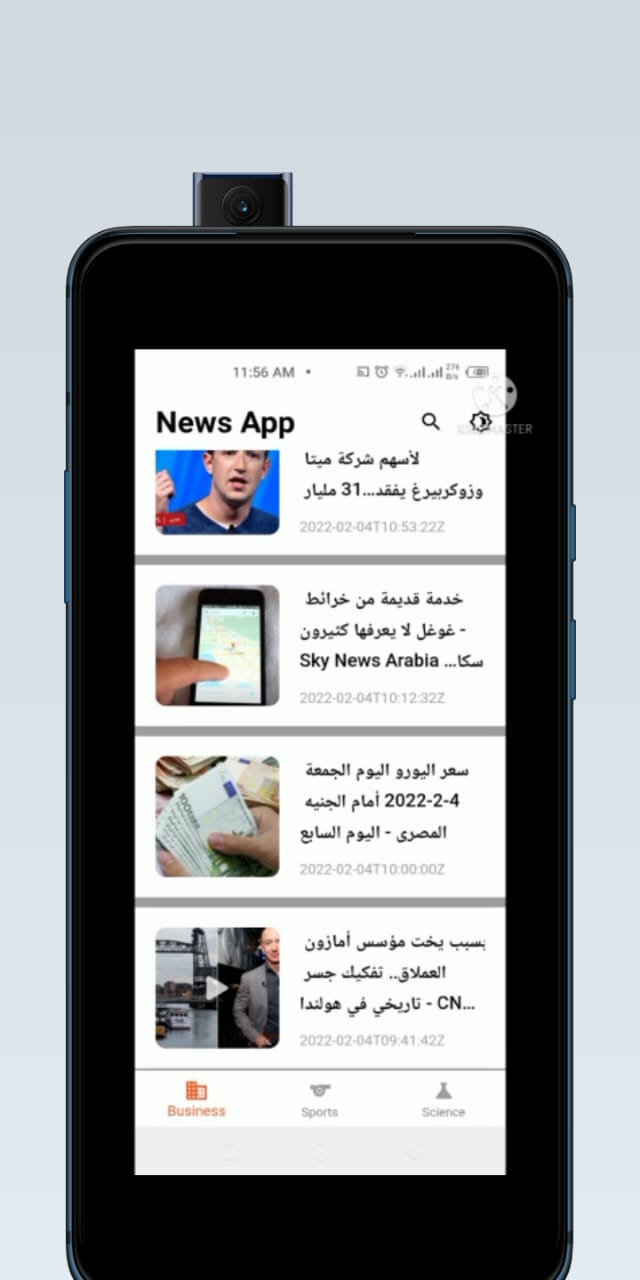 11:56 AM
276
B/s
News App
KINEMASTER
لأسهم شركة ميتا
وزوكربيرغ يفقد...31 مليار
2022-02-04T10:53:22Z
خدمة قديمة من خرائط
غوغل لا يعرفها كثيرون -
سكا... Sky News Arabia
2022-02-04T10:12:32Z
سعر اليورو اليوم الجمعة
4-2-2022 أمام الجنيه
المصرى - اليوم السابع
2022-02-04T10:00:00Z
بسبب يخت مؤسس أمازون
العملاق.. تفكيك جسر
تاريخي في هولندا - CN...
2022-02-04T09:41:42Z
Business
Sports
Science